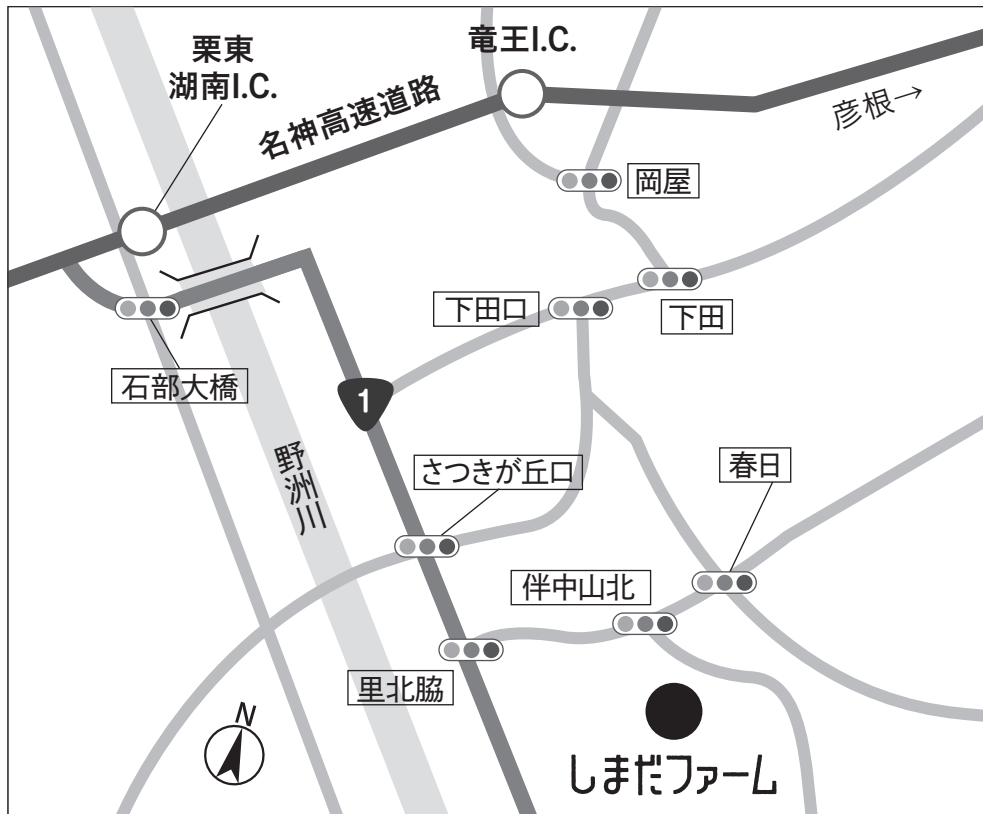 栗東
湖南I.C.
竜王I.C.
名神高速道路
彦根→
岡屋
下田口
下田
石部大橋
1
野洲川
さつきが丘口
春日
伴中山北
里北脇
N
しまだファーム